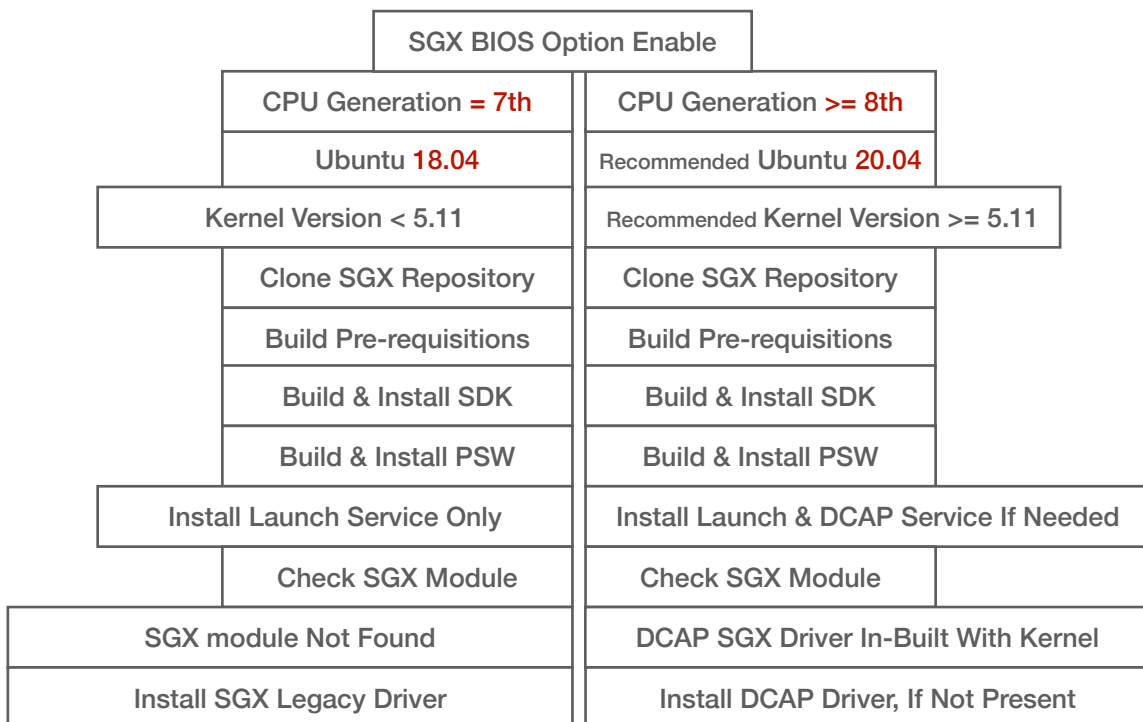 SGX BIOS Option Enable
CPU Generation = 7th
CPU Generation >= 8th
Ubuntu 18.04
Recommended Ubuntu 20.04
Kernel Version < 5.11
Recommended Kernel Version >= 5.11
Clone SGX Repository
Clone SGX Repository
Build Pre-requisitions
Build Pre-requisitions
Build & Install SDK
Build & Install SDK
Build & Install PSW
Build & Install PSW
Install Launch Service Only
Install Launch & DCAP Service If Needed
Check SGX Module
Check SGX Module
SGX module Not Found
DCAP SGX Driver In-Built With Kernel
Install SGX Legacy Driver
Install DCAP Driver, If Not Present